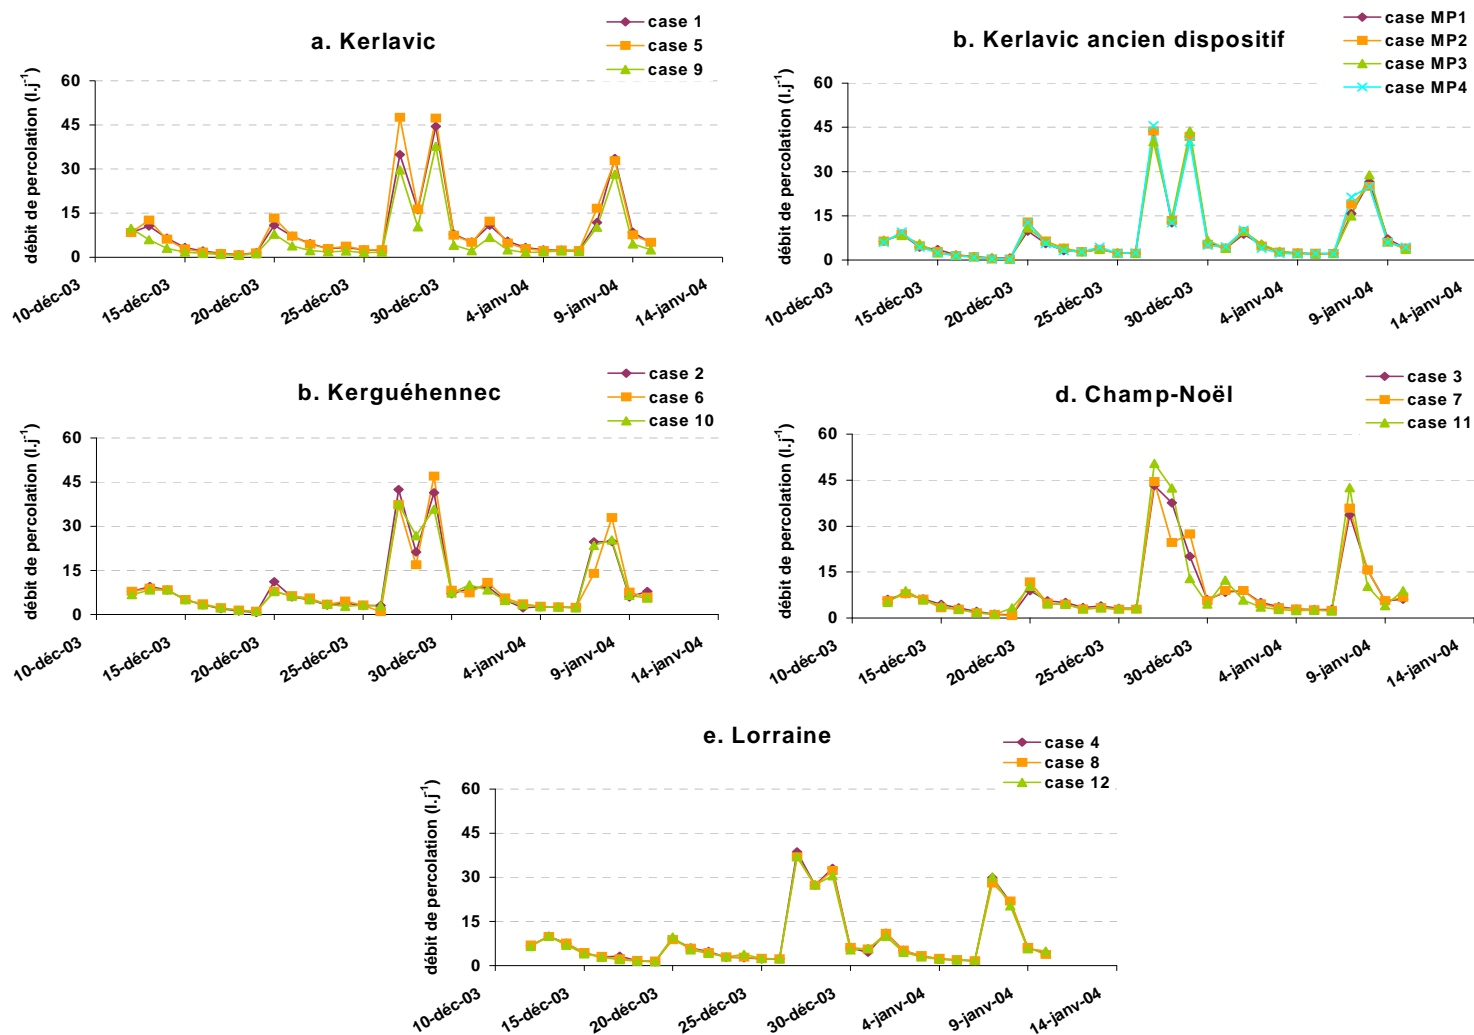 a. Kerlavic
case 1
case 5
case 9
débit de percolation (l.j-1)
60
45
30
15
0
10-déc-03
15-déc-03
20-déc-03
25-déc-03
30-déc-03
4-janv-04
9-janv-04
14-janv-04
b. Kerlavic ancien dispositif
case MP1
case MP2
case MP3
case MP4
débit de percolation (l.j-1)
60
45
30
15
0
10-déc-03
15-déc-03
20-déc-03
25-déc-03
30-déc-03
4-janv-04
9-janv-04
14-janv-04
b. Kerguéhennec
case 2
case 6
case 10
débit de percolation (l.j-1)
60
45
30
15
0
10-déc-03
15-déc-03
20-déc-03
25-déc-03
30-déc-03
4-janv-04
9-janv-04
14-janv-04
d. Champ-Noël
case 3
case 7
case 11
débit de percolation (l.j-1)
60
45
30
15
0
10-déc-03
15-déc-03
20-déc-03
25-déc-03
30-déc-03
4-janv-04
9-janv-04
14-janv-04
e. Lorraine
case 4
case 8
case 12
débit de percolation (l.j-1)
60
45
30
15
0
10-déc-03
15-déc-03
20-déc-03
25-déc-03
30-déc-03
4-janv-04
9-janv-04
14-janv-04